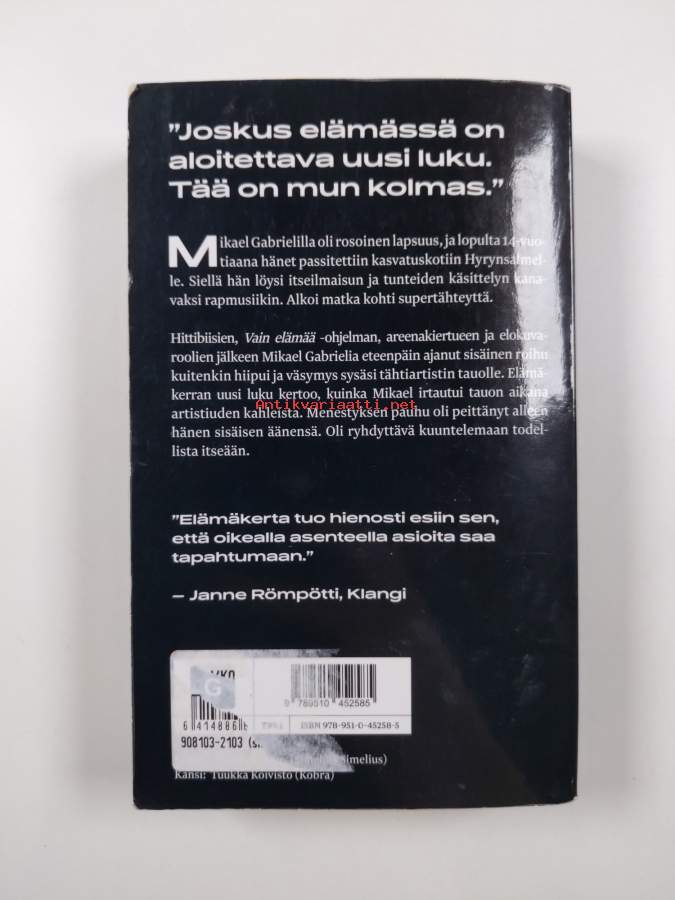 "Joskus elämässä on
aloitettava uusi luku.
Tää on mun kolmas."
Mikael Gabrielilla oli rosoinen lapsuus, ja lopulta 14-vuo-
tiaana hänet passitettiin kasvatuskotiin Hyrynsalmel-
le. Siellä hän löysi itseilmaisun ja tunteiden käsittelyn kana-
vaksi rapmusiikin. Alkoi matka kohti supertähteyttä.
Hittibiisien, Vain elämää -ohjelman, areenakiertueen ja elokuva-
roolien jälkeen Mikael Gabrielia eteenpäin ajanut sisäinen roihu
kuitenkin hiipui ja väsymys sysäsi tähtiartistin tauolle. Elämä-
kerran uusi luku kertoo, kuinka Mikael irtautui tauon aikana
artistiuden kahleista. Menestyksen pauhu oli peittänyt alleen
Antikvariaatti.net
hänen sisäisen äänensä. Oli ryhdyttävä kuuntelemaan todel-
lista itseään.
"Elämäkerta tuo hienosti esiin sen,
että oikealla asenteella asioita saa
tapahtumaan."
– Janne Römpötti, Klangi
G
9 789510 452585
6 414886
ISBN 978-951-0-45258-5
908103-2103
Simelius)
Kansi: Tuukka Koivisto (Kobra)